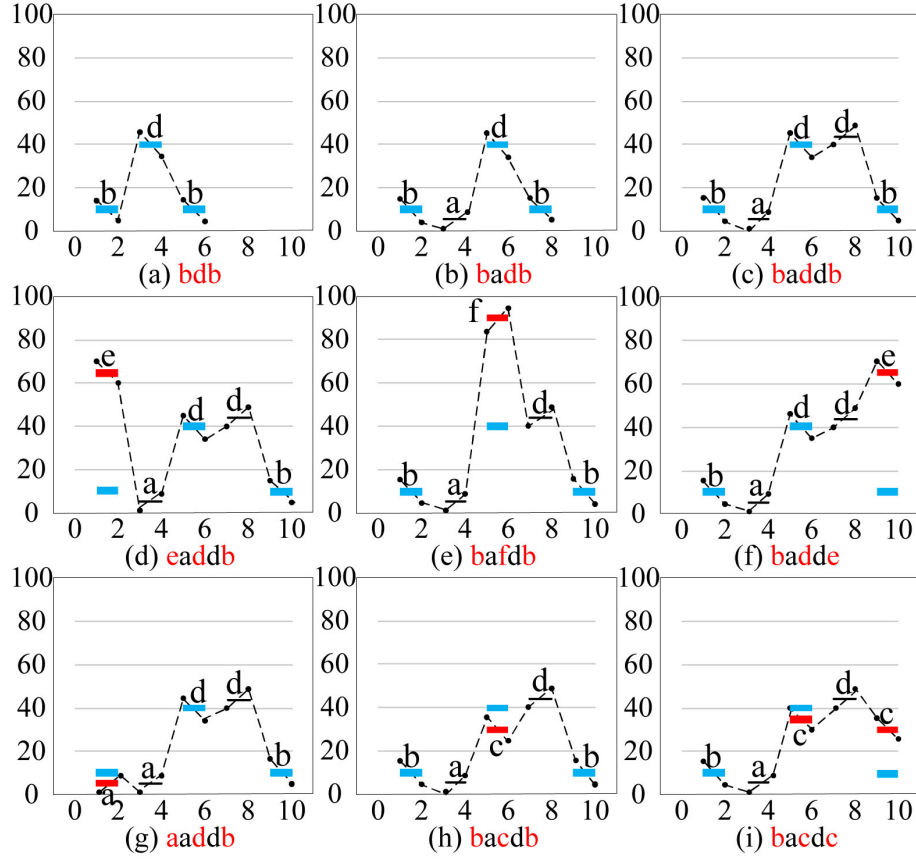 100 80 60 40 20 0
b d b
0 2 4 6 8 10
(a) bdb
100 80 60 40 20 0
b a d b
0 2 4 6 8 10
(b) badb
100 80 60 40 20 0
b a d d b
0 2 4 6 8 10
(c) baddb
100 80 60 40 20 0
e a d d b
0 2 4 6 8 10
(d) eaddb
100 80 60 40 20 0
b a f d b
0 2 4 6 8 10
(e) bafdb
100 80 60 40 20 0
b a d d e
0 2 4 6 8 10
(f) badde
100 80 60 40 20 0
a a d d b
0 2 4 6 8 10
(g) aaddb
100 80 60 40 20 0
b a c d b
0 2 4 6 8 10
(h) bacdb
100 80 60 40 20 0
b a c d c
0 2 4 6 8 10
(i) bacdc